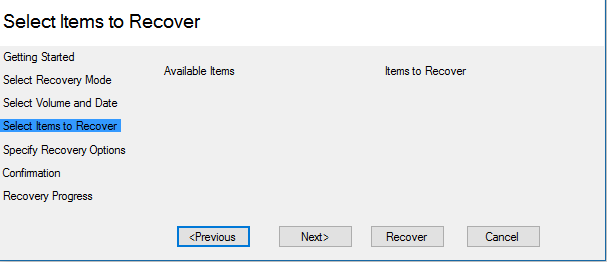 Select Items to Recover
Getting Started
Select Recovery Mode
Select Volume and Date
Select Items to Recover
Specify Recovery Options
Confirmation
Recovery Progress
Available Items
Items to Recover
<Previous
Next>
Recover
Cancel